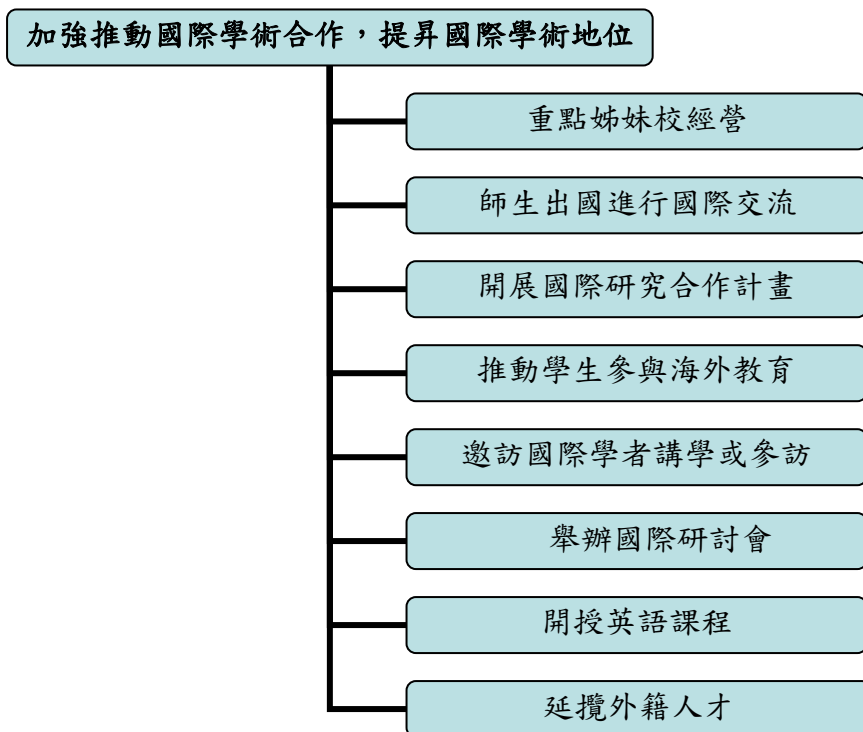 加強推動國際學術合作，提昇國際學術地位
重點姊妹校經營
師生出國進行國際交流
開展國際研究合作計畫
推動學生參與海外教育
邀訪國際學者講學或參訪
舉辦國際研討會
開授英語課程
延攬外籍人才